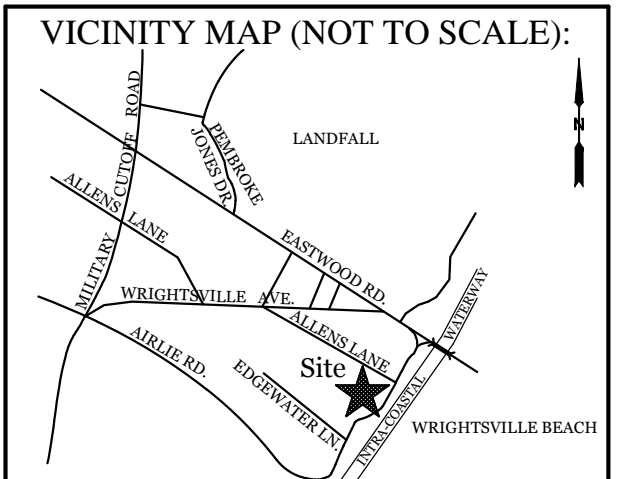 VICINITY MAP (NOT TO SCALE):
MILITARY CUTOFF ROAD
PEMBROKE
JONES DR.
LANDFALL
N
ALLENS LANE
EASTWOOD RD.
WRIGHTSVILLE AVE.
ALLENS LANE
AIRLIE RD.
EDGEWATER LN.
Site
INTRA-COASTAL WATERWAY
WRIGHTSVILLE BEACH